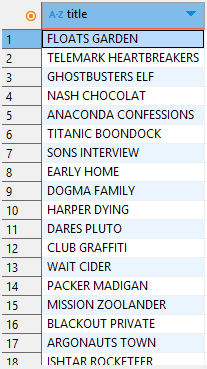 A-Z title
1 FLOATS GARDEN
2 TELEMARK HEARTBREAKERS
3 GHOSTBUSTERS ELF
4 NASH CHOCOLAT
5 ANACONDA CONFESSIONS
6 TITANIC BOONDOCK
7 SONS INTERVIEW
8 EARLY HOME
9 DOGMA FAMILY
10 HARPER DYING
11 DARES PLUTO
12 CLUB GRAFFITI
13 WAIT CIDER
14 PACKER MADIGAN
15 MISSION ZOOLANDER
16 BLACKOUT PRIVATE
17 ARGONAUTS TOWN
18 ISHTAR ROCKETEER